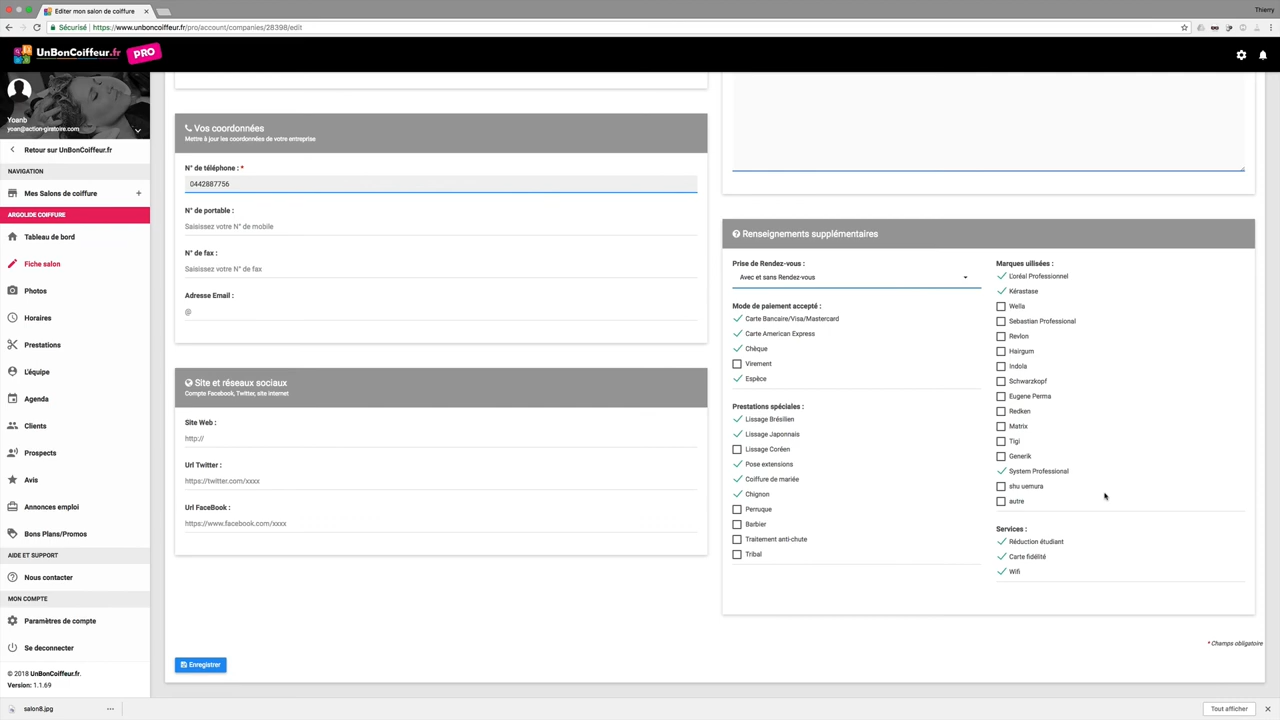 Editer mon salon de coiffure
Thierry
Sécurisé
https://www.unboncoiffeur.fr/pro/account/companies/28398/edit
UnBonCoiffeur.fr PRO
Yoanb
yoan@action-giratoire.com
Retour sur UnBonCoiffeur.fr
NAVIGATION
Mes Salons de coiffure +
ARGOLIDE COIFFURE
Tableau de bord
Fiche salon
Photos
Horaires
Prestations
L'équipe
Agenda
Clients
Prospects
Avis
Annonces emploi
Bons Plans/Promos
AIDE ET SUPPORT
Nous contacter
MON COMPTE
Paramètres de compte
Se deconnecter
© 2018 UnBonCoiffeur.fr.
Version: 1.1.69
Vos coordonnées
Mettre à jour les coordonnées de votre entreprise
N° de téléphone : *
0442887756
N° de portable :
Saisissez votre N° de mobile
N° de fax :
Saisissez votre N° de fax
Adresse Email :
@
Site et réseaux sociaux
Compte Facebook, Twitter, site internet
Site Web :
http://
Url Twitter :
https://twitter.com/xxxx
Url FaceBook :
https://www.facebook.com/xxxx
Enregistrer
Renseignements supplémentaires
Prise de Rendez-vous :
Avec et sans Rendez-vous
Mode de paiement accepté :
Carte Bancaire/Visa/Mastercard
Carte American Express
Chèque
Virement
Espèce
Prestations spéciales :
Lissage Brésilien
Lissage Japonnais
Lissage Coréen
Pose extensions
Coiffure de mariée
Chignon
Perruque
Barbier
Traitement anti-chute
Tribal
Marques uilisées :
L'oréal Professionnel
Kérastase
Wella
Sebastian Professional
Revlon
Hairgum
Indola
Schwarzkopf
Eugene Perma
Redken
Matrix
Tigi
Generik
System Professional
shu uemura
autre
Services :
Réduction étudiant
Carte fidélité
Wifi
* Champs obligatoire
salon8.jpg
Tout afficher